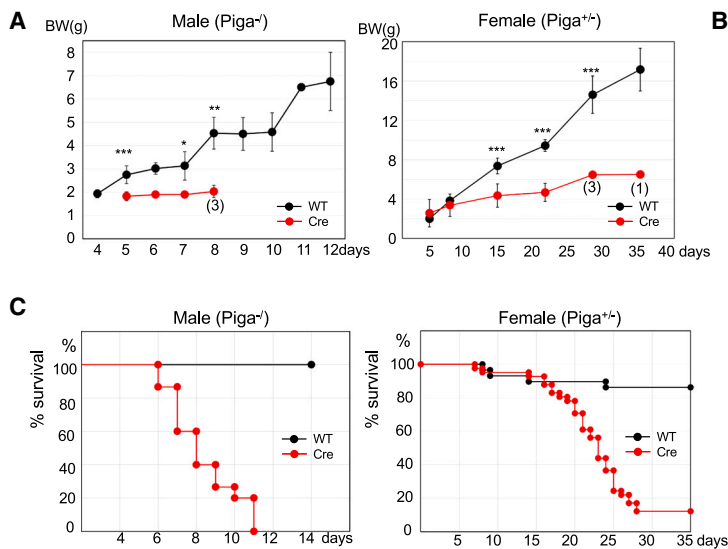 A
B
Male (Piga-/)
BW(g)
8
7
6
5
4
3
2
1
0
***
*
**
(3)
WT
Cre
4 5 6 7 8 9 10 11 12days
Female (Piga+/-)
BW(g)
20
16
12
8
4
0
***
***
***
(3)
(1)
WT
Cre
5 10 15 20 25 30 35 40 days
C
Male (Piga-/)
%
100
80
60
40
20
0
% survival
WT
Cre
4 6 8 10 12 14 days
Female (Piga+/-)
%
100
80
60
40
20
0
% survival
WT
Cre
5 10 15 20 25 30 35 days